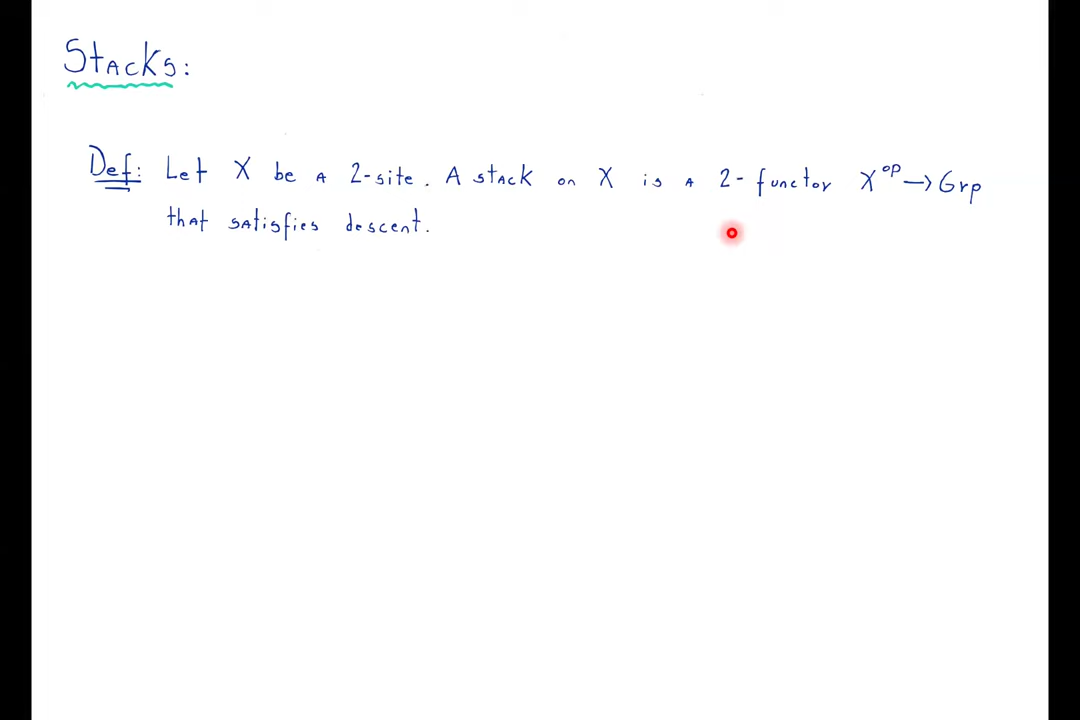 Stacks:
Def: Let X be a 2-site. A stack on X is a 2-functor X^op → Grp
that satisfies descent.